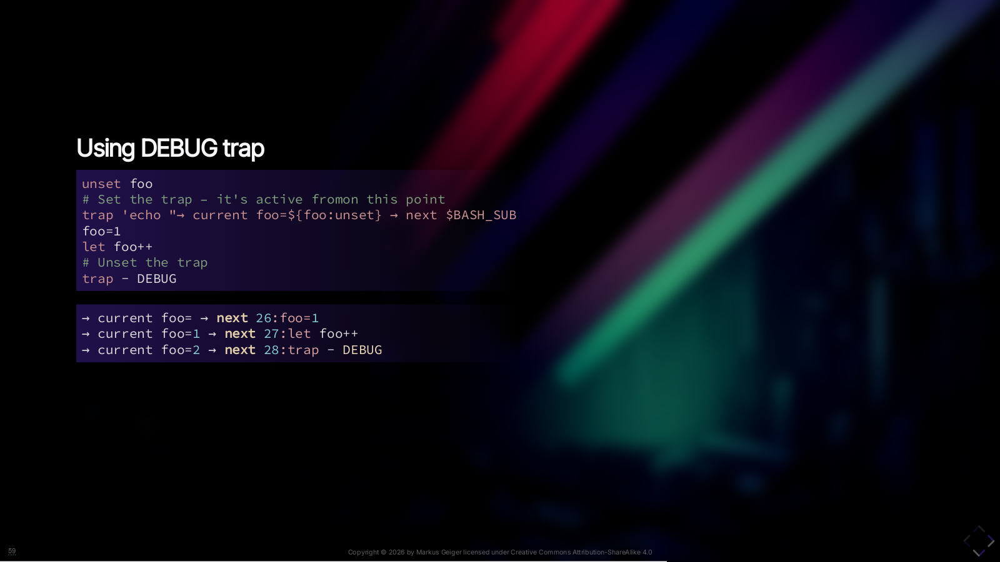 Using DEBUG trap
unset foo
# Set the trap – it's active fromon this point
trap 'echo "→ current foo=${foo:unset} → next $BASH_SUB
foo=1
let foo++
# Unset the trap
trap - DEBUG
→ current foo= → next 26:foo=1
→ current foo=1 → next 27:let foo++
→ current foo=2 → next 28:trap - DEBUG
59
Copyright © 2026 by Markus Geiger licensed under Creative Commons Attribution-ShareAlike 4.0